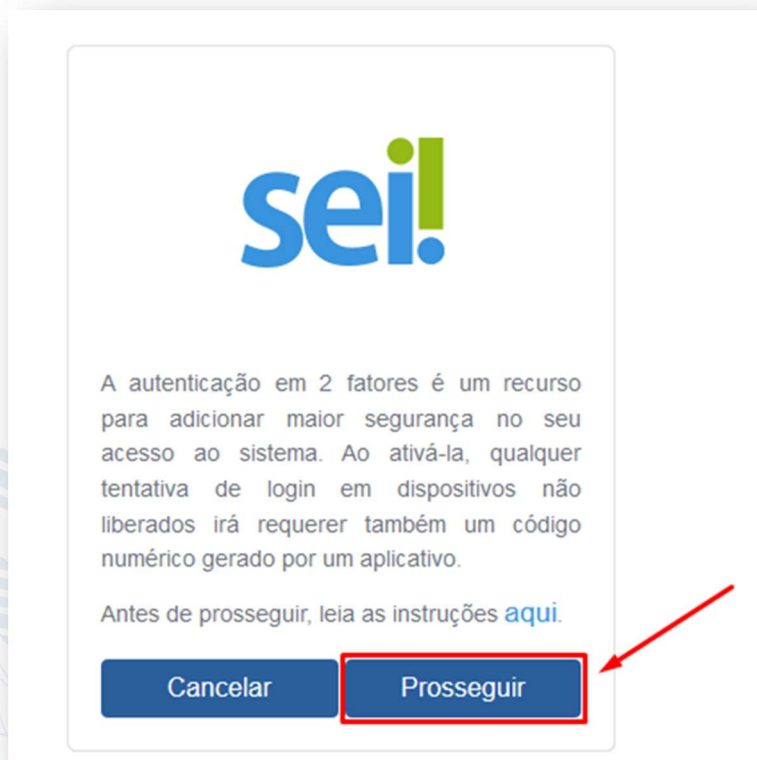 sei!
A autenticação em 2 fatores é um recurso
para adicionar maior segurança no seu
acesso ao sistema. Ao ativá-la, qualquer
tentativa de login em dispositivos não
liberados irá requerer também um código
numérico gerado por um aplicativo.
Antes de prosseguir, leia as instruções aqui.
Cancelar Prosseguir